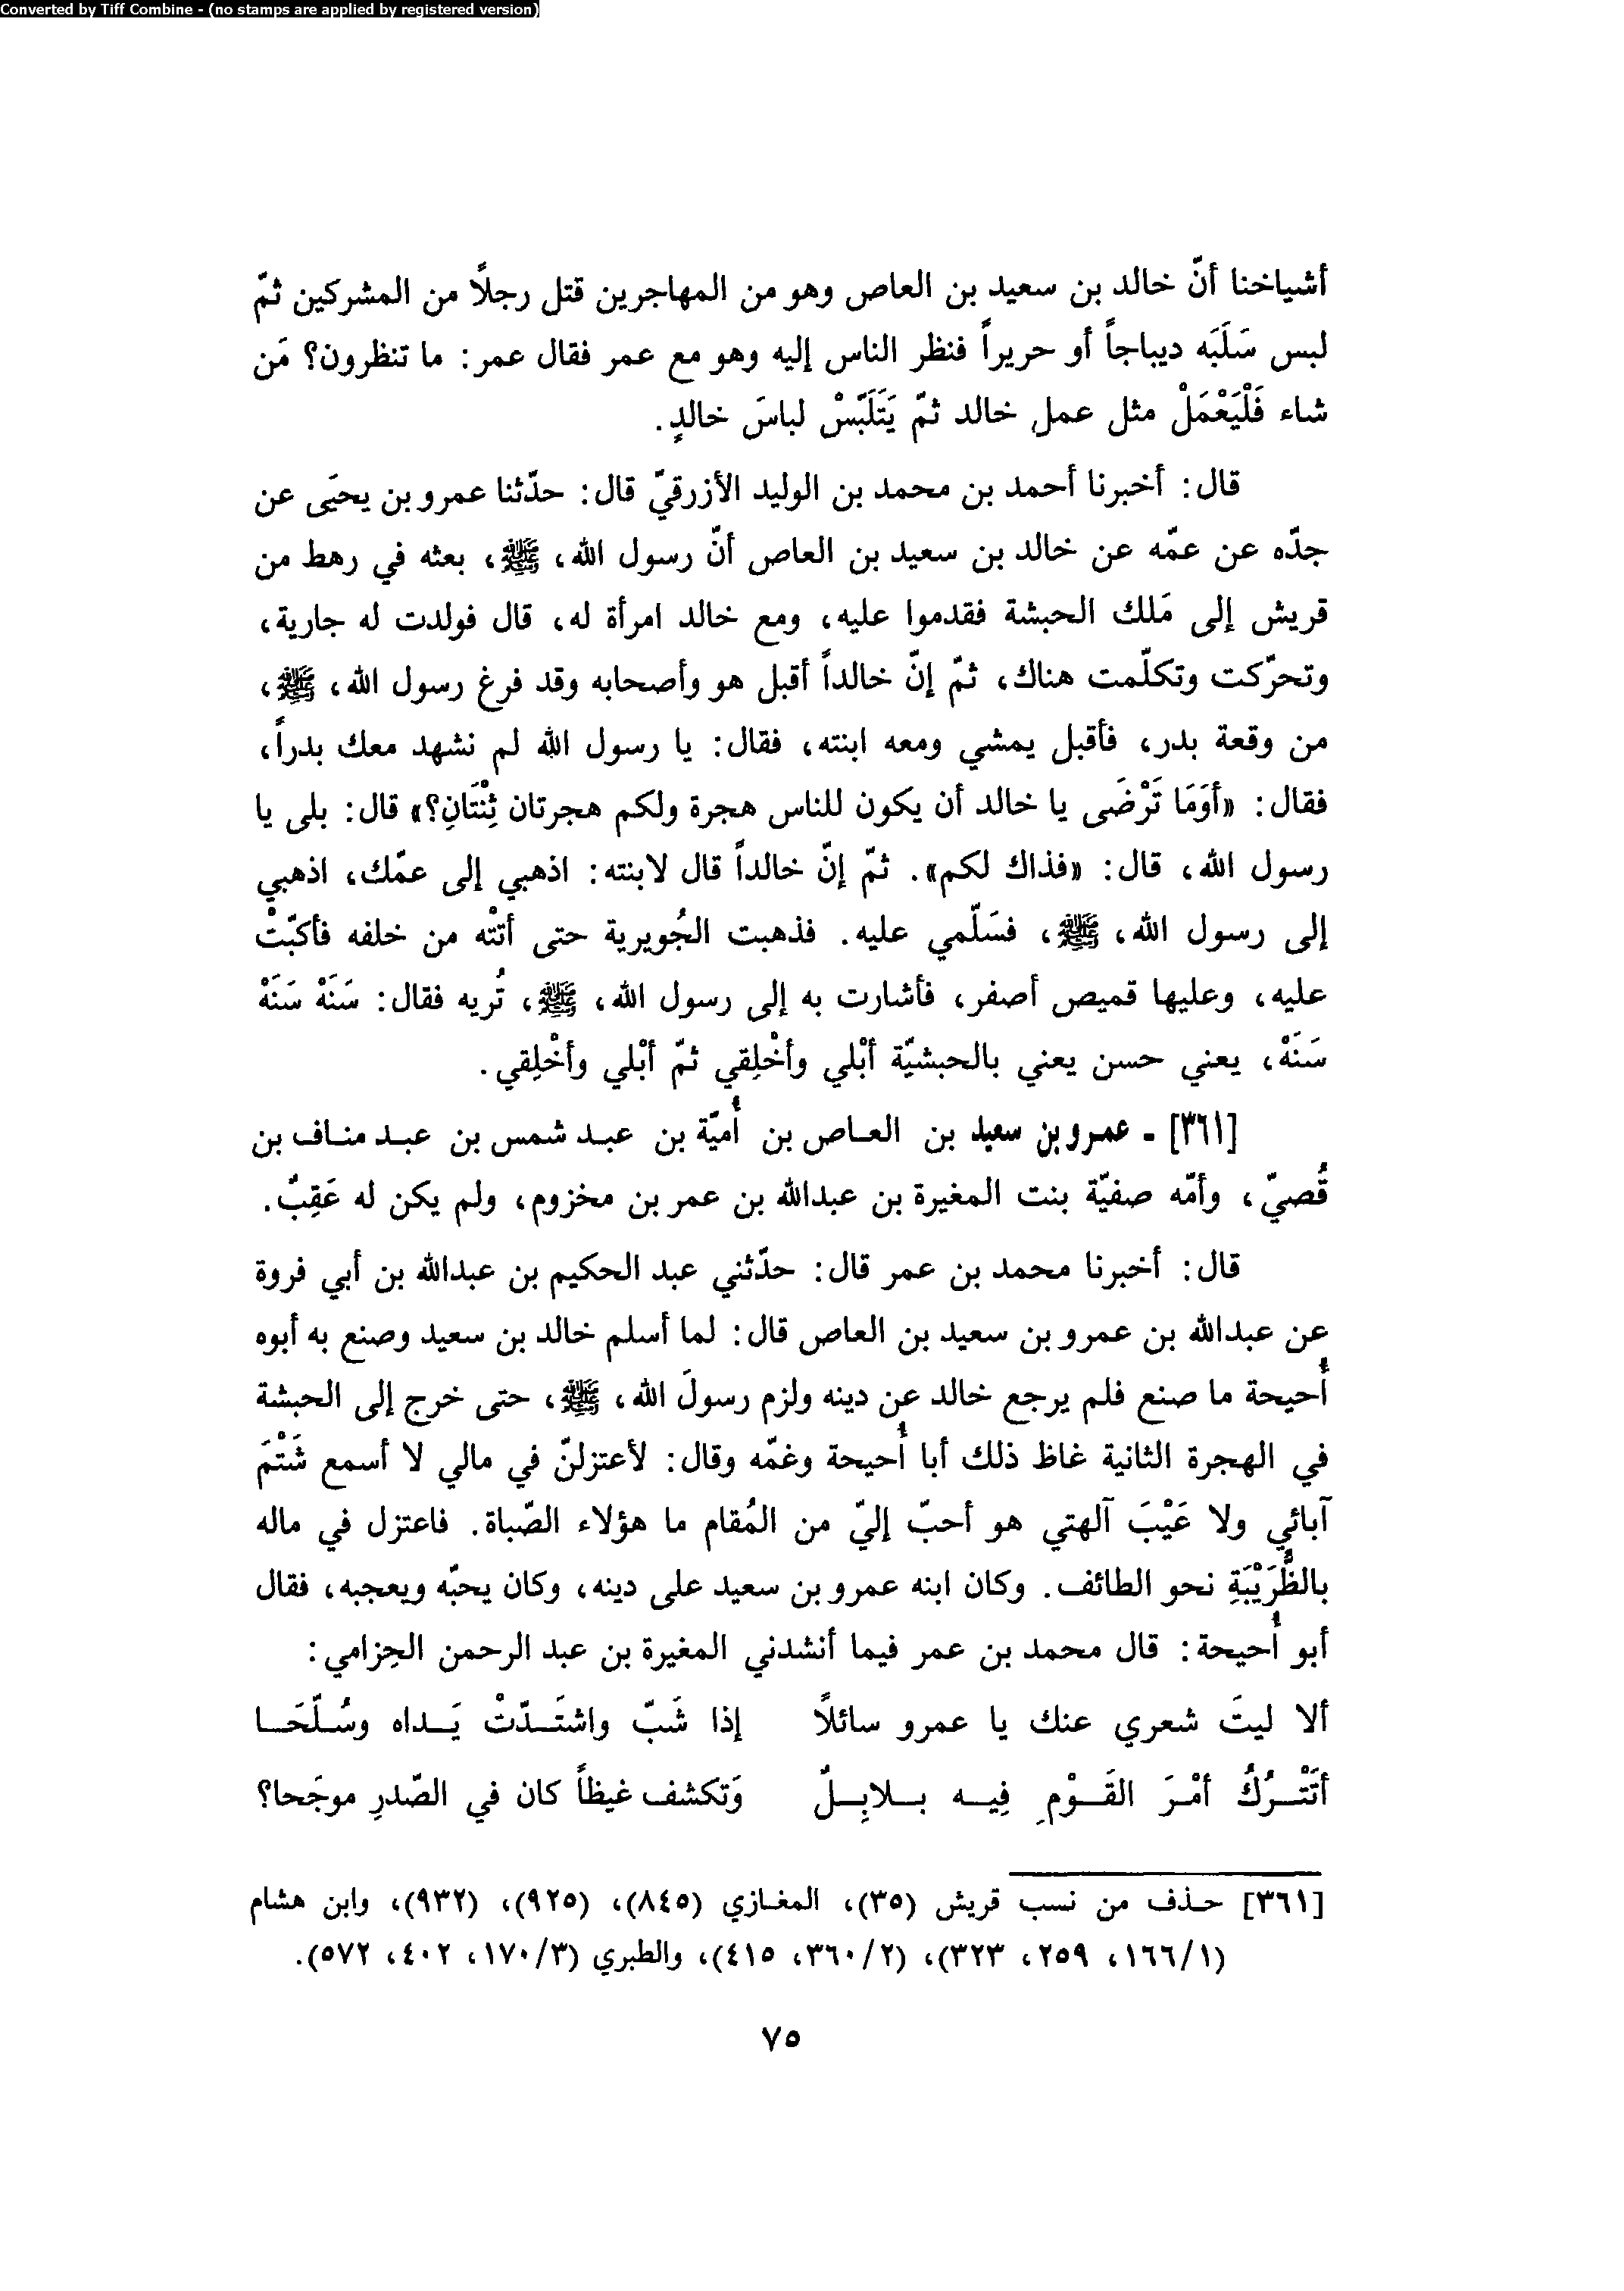 Converted by Tiff Combine - (no stamps are applied by registered version)
أشياخنا أنّ خالد بن سعيد بن العاص وهو من المهاجرين قتل رجلاً من المشركين ثمّ
لبس سَلَبَه ديباجاً أو حريراً فنظر الناس إليه وهو مع عمر فقال عمر: ما تنظرون؟ مَن
شاء فَلْيَعْمَلْ مثل عمل خالد ثمّ يَتَلَبّسْ لباسَ خالدٍ.
قال: أخبرنا أحمد بن محمد بن الوليد الأزرقيّ قال: حدّثنا عمرو بن يحيَى عن
جدّه عن عمّه عن خالد بن سعيد بن العاص أنّ رسول الله، ﷺ، بعثه في رهط من
قريش إلى مَلك الحبشة فقدموا عليه، ومع خالد امرأة له، قال فولدت له جارية،
وتحرّكت وتكلّمت هناك، ثمّ إنّ خالداً أقبل هو وأصحابه وقد فرغ رسول الله، ﷺ،
من وقعة بدر، فأقبل يمشي ومعه ابنته، فقال: يا رسول الله لم نشهد معك بدراً،
فقال: «أوَمَا تَرْضَى يا خالد أن يكون للناس هجرة ولكم هجرتان ثِنْتَانِ؟» قال: بلى يا
رسول الله، قال: «فذاك لكم». ثمّ إنّ خالداً قال لابنته: اذهبي إلى عمّك، اذهبي
إلى رسول الله، ﷺ، فسَلّمي عليه. فذهبت الجُويرية حتى أتتْه من خلفه فأكبّتْ
عليه، وعليها قميص أصفر، فأشارت به إلى رسول الله، ﷺ، تُريه فقال: سَنَهْ سَنَهْ
سَنَهْ، يعني حسن يعني بالحبشيّة أبْلي وأخْلِقي ثمّ أبْلي وأخْلِقي.
[٣٦١] - عمرو بن سعيد بن العاص بن أُميّة بن عبد شمس بن عبد مناف بن
قُصيّ، وأمّه صفيّة بنت المغيرة بن عبدالله بن عمر بن مخزوم، ولم يكن له عَقِبٌ.
قال: أخبرنا محمد بن عمر قال: حدّثني عبد الحكيم بن عبدالله بن أبي فروة
عن عبدالله بن عمرو بن سعيد بن العاص قال: لما أسلم خالد بن سعيد وصنع به أبوه
أُحيحة ما صنع فلم يرجع خالد عن دينه ولزم رسولَ الله، ﷺ، حتى خرج إلى الحبشة
في الهجرة الثانية غاظ ذلك أبا أُحيحة وغمّه وقال: لأعتزلنّ في مالي لا أسمع شَتْمَ
آبائي ولا عَيْبَ آلهتي هو أحبّ إليّ من المُقام ما هؤلاء الصّباة. فاعتزل في ماله
بالظُّرَيْبَةِ نحو الطائف. وكان ابنه عمرو بن سعيد على دينه، وكان يحبّه ويعجبه، فقال
أبو أُحيحة: قال محمد بن عمر فيما أنشدني المغيرة بن عبد الرحمن الحِزامي:
ألا ليتَ شعري عنك يا عمرو سائلاً إذا شَبّ واشتَدّتْ يَداه وسُلّحَا
أتَتْرُكُ أمْرَ القَوْمِ فِيه بلابِلٌ وَتكشف غيظاً كان في الصّدرِ موجَحا؟
[٣٦١] حذف من نسب قريش (٣٥)، المغازي (٨٤٥)، (٩٢٥)، (٩٣٢)، وابن هشام
(١/١٦٦، ٢٥٩، ٣٢٣)، (٢/٣٦٠، ٤١٥)، والطبري (٣/١٧٠، ٤٠٢، ٥٧٢).
٧٥